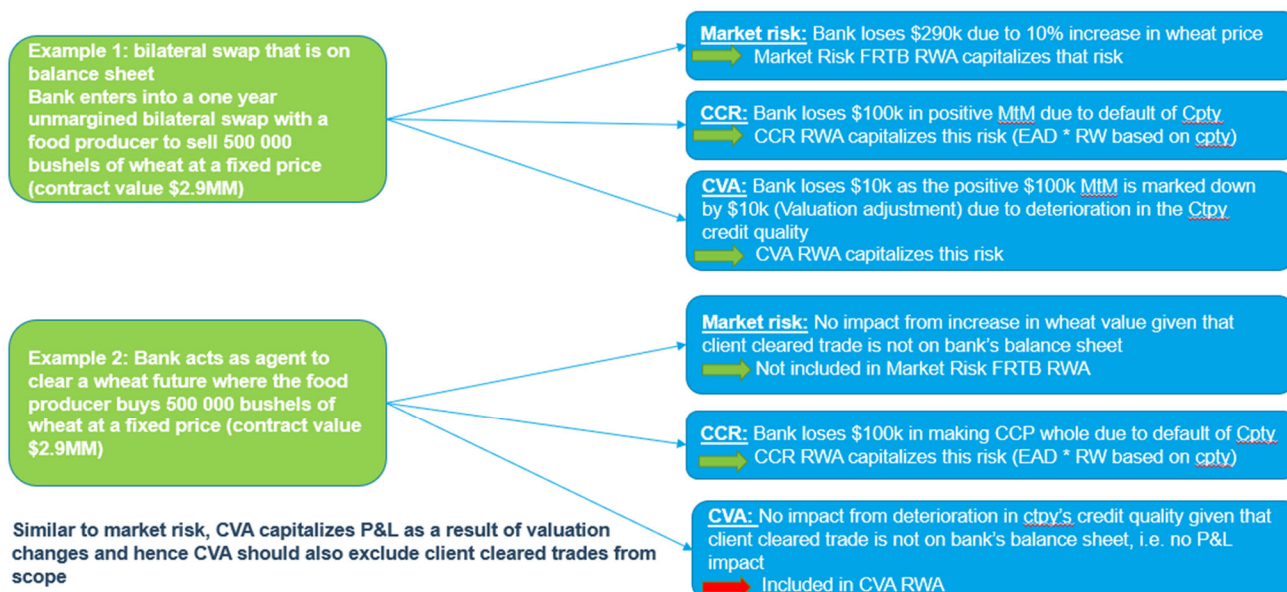 Example 1: bilateral swap that is on
balance sheet
Bank enters into a one year
unmargined bilateral swap with a
food producer to sell 500 000
bushels of wheat at a fixed price
(contract value $2.9MM)
Market risk: Bank loses $290k due to 10% increase in wheat price
Market Risk FRTB RWA capitalizes that risk
CCR: Bank loses $100k in positive MtM due to default of Cpty
CCR RWA capitalizes this risk (EAD * RW based on cpty)
CVA: Bank loses $10k as the positive $100k MtM is marked down
by $10k (Valuation adjustment) due to deterioration in the Ctpy
credit quality
CVA RWA capitalizes this risk
Example 2: Bank acts as agent to
clear a wheat future where the food
producer buys 500 000 bushels of
wheat at a fixed price (contract value
$2.9MM)
Market risk: No impact from increase in wheat value given that
client cleared trade is not on bank's balance sheet
Not included in Market Risk FRTB RWA
CCR: Bank loses $100k in making CCP whole due to default of Cpty
CCR RWA capitalizes this risk (EAD * RW based on cpty)
CVA: No impact from deterioration in ctpy's credit quality given that
client cleared trade is not on bank's balance sheet, i.e. no P&L
impact
Included in CVA RWA
Similar to market risk, CVA capitalizes P&L as a result of valuation
changes and hence CVA should also exclude client cleared trades from
scope